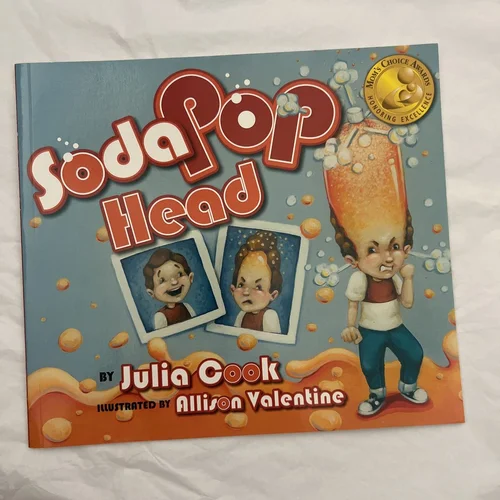 Soda PoP
Head
MOM'S CHOICE AWARDS
HONORING EXCELLENCE
BY Julia Cook
ILLUSTRATED BY Allison Valentine